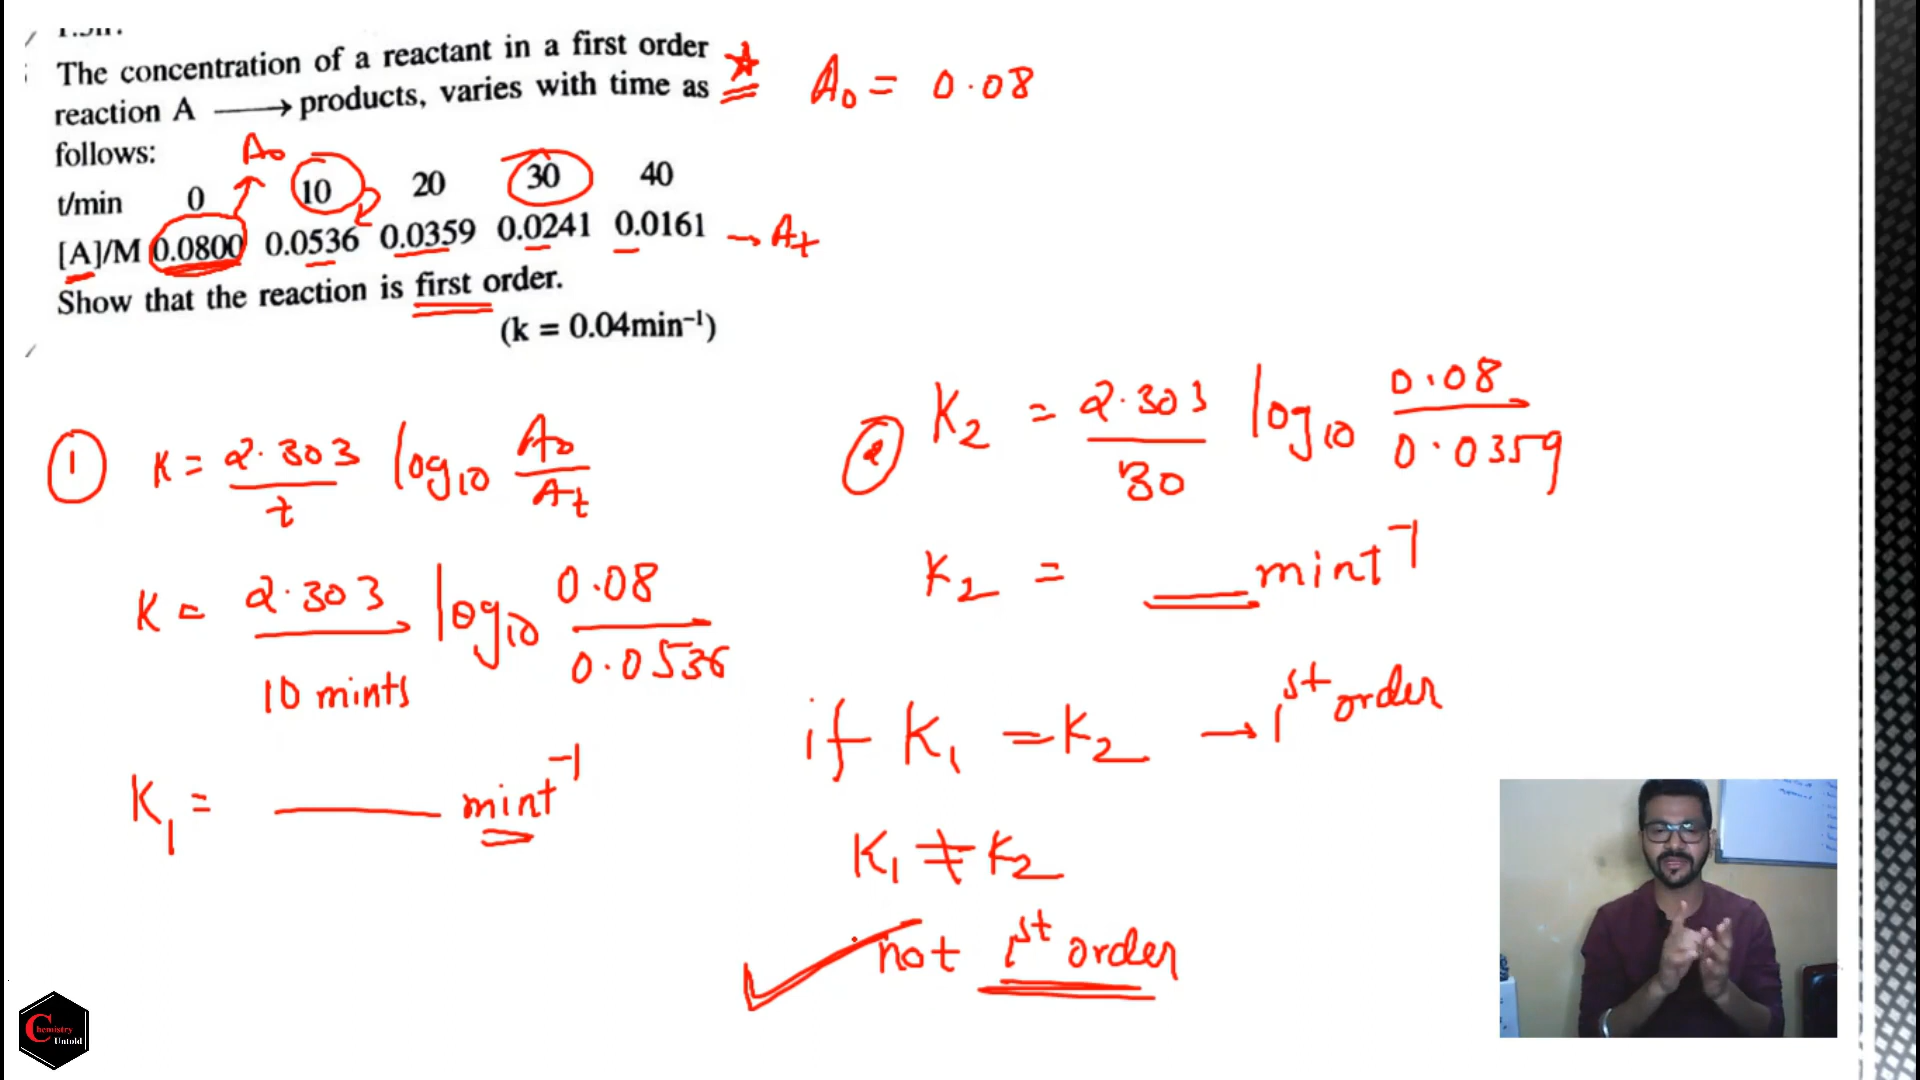 The concentration of a reactant in a first order
reaction A ⟶ products, varies with time as
follows:
t/min 0 10 20 30 40
[A]/M 0.0800 0.0536 0.0359 0.0241 0.0161
Show that the reaction is first order.
(k = 0.04min⁻¹)
A₀
→ Aₜ
A₀ = 0.08
① K = 2.303/t log₁₀ A₀/Aₜ
K = 2.303/10 mints log₁₀ 0.08/0.0536
K₁ = ____ mint⁻¹
② K₂ = 2.303/30 log₁₀ 0.08/0.0359
K₂ = ____ mint⁻¹
if K₁ = K₂ → 1st order
K₁ ≠ K₂
not 1st order
Chemistry
Untold